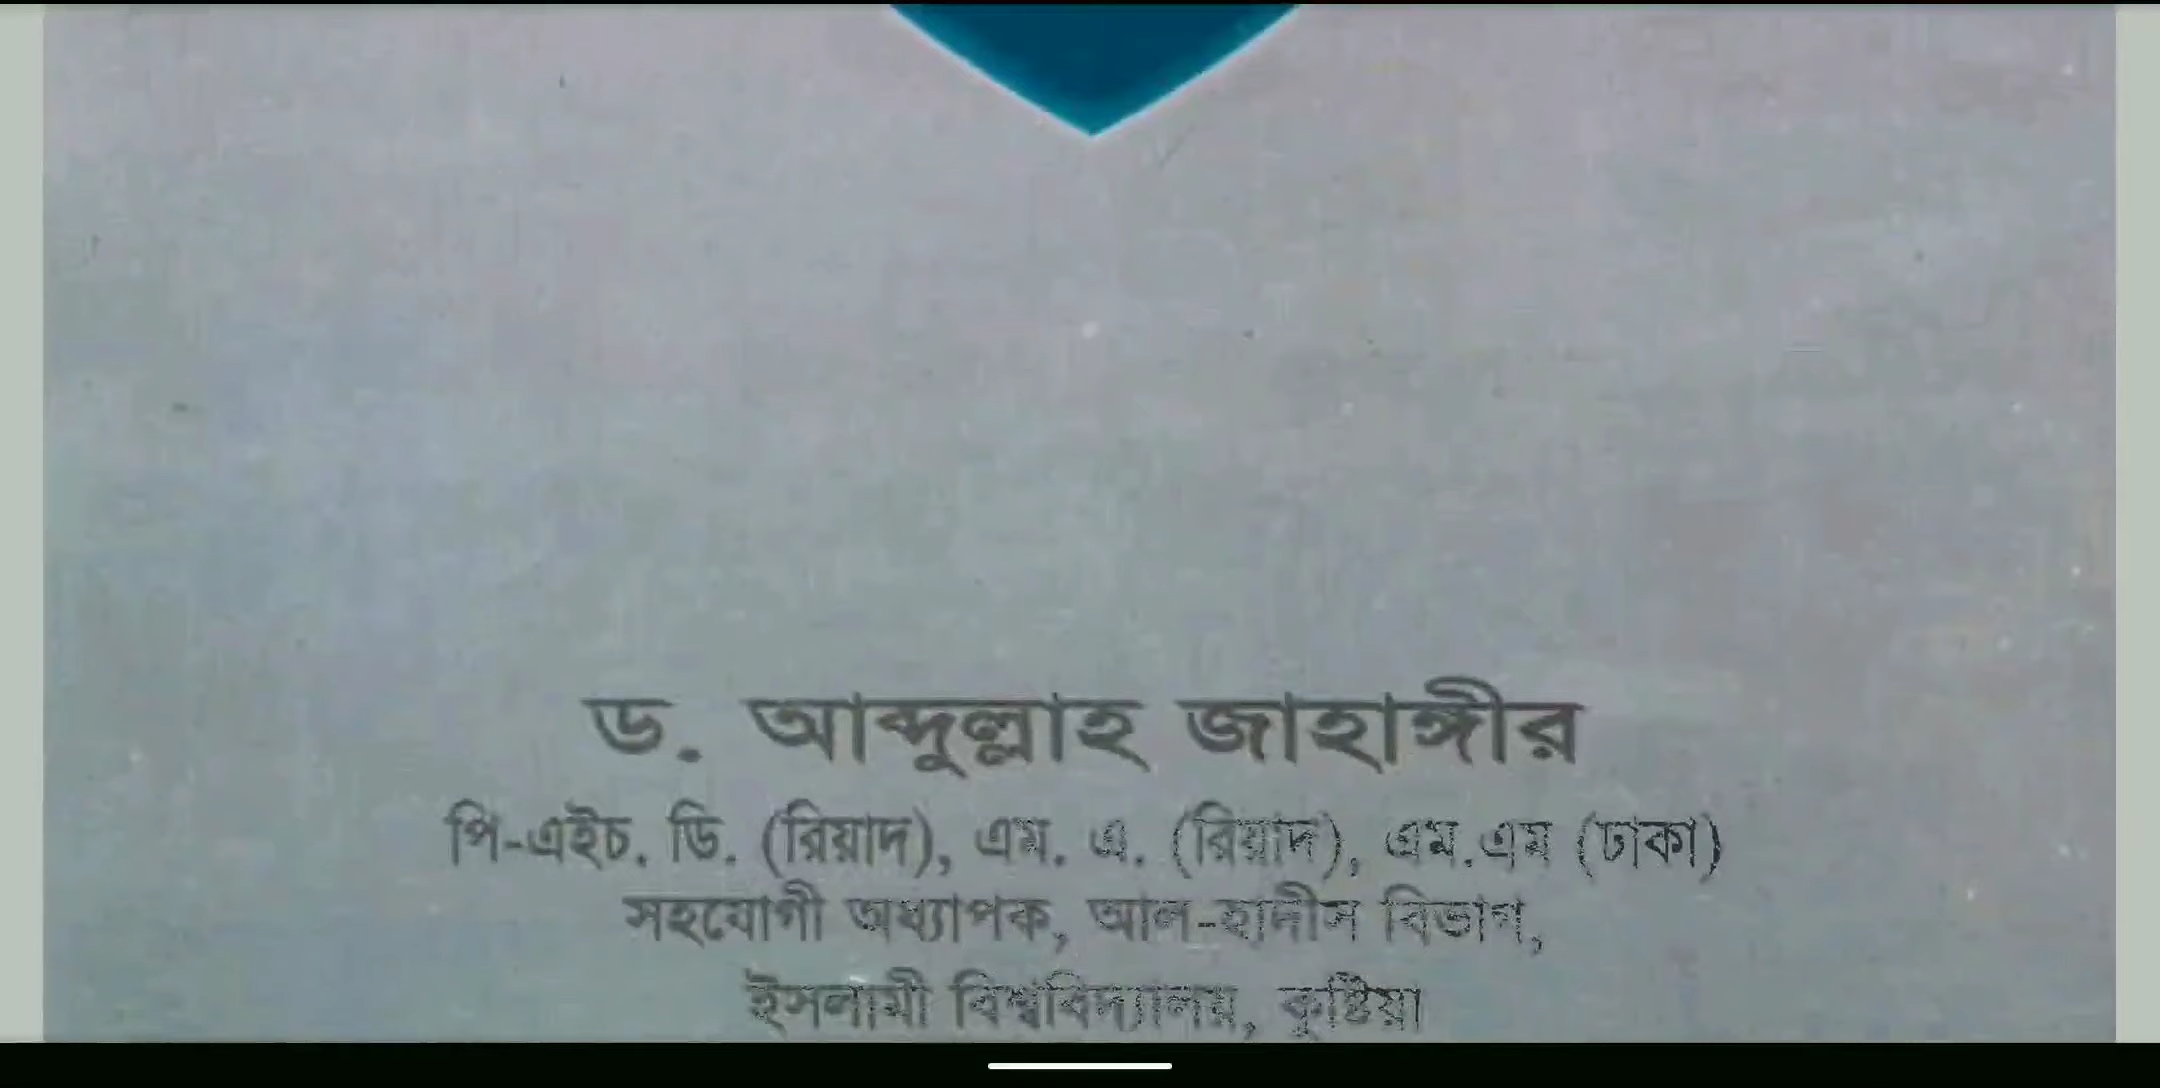 ড. আব্দুল্লাহ জাহাঙ্গীর
পি-এইচ. ডি. (রিয়াদ), এম. এ. (রিয়াদ), এম.এম (ঢাকা)
সহযোগী অধ্যাপক, আল-হাদীস বিভাগ,
ইসলামী বিশ্ববিদ্যালয়, কুষ্টিয়া